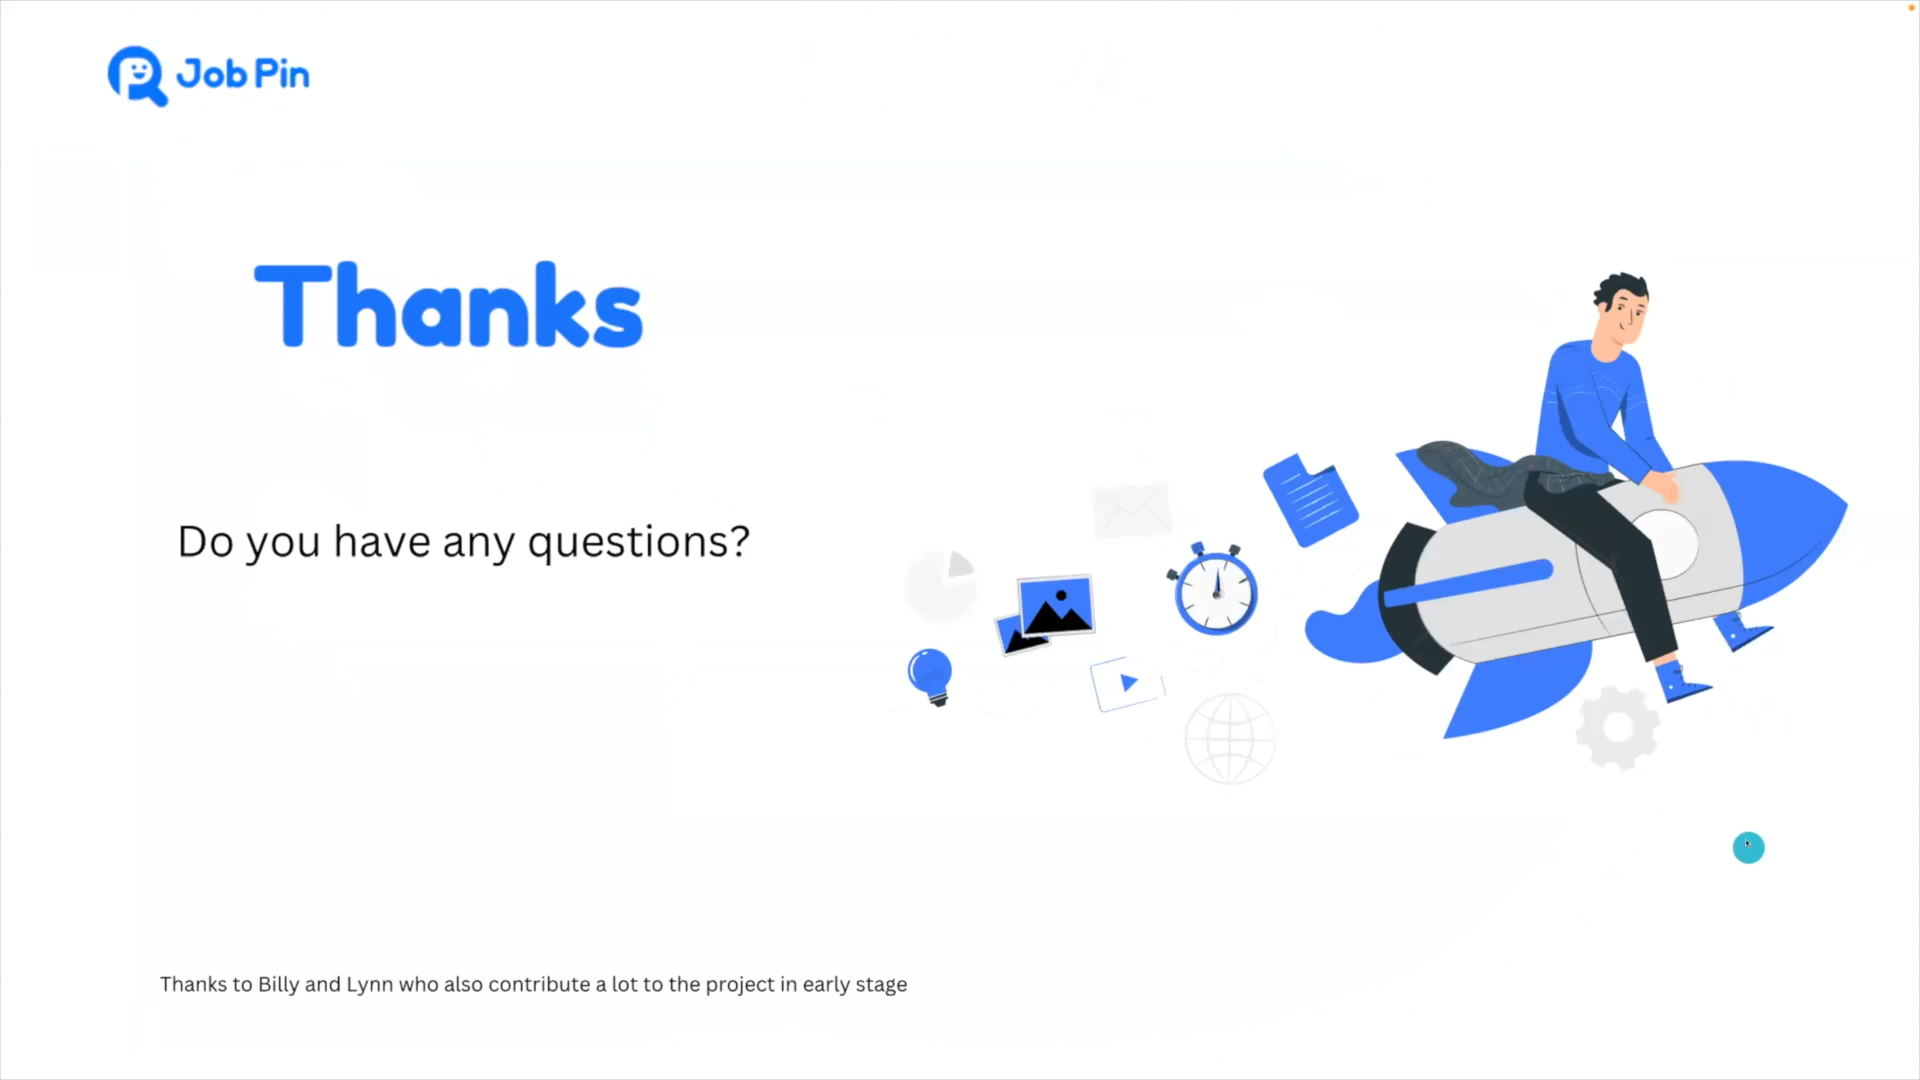 Job Pin
Thanks
Do you have any questions?
Thanks to Billy and Lynn who also contribute a lot to the project in early stage